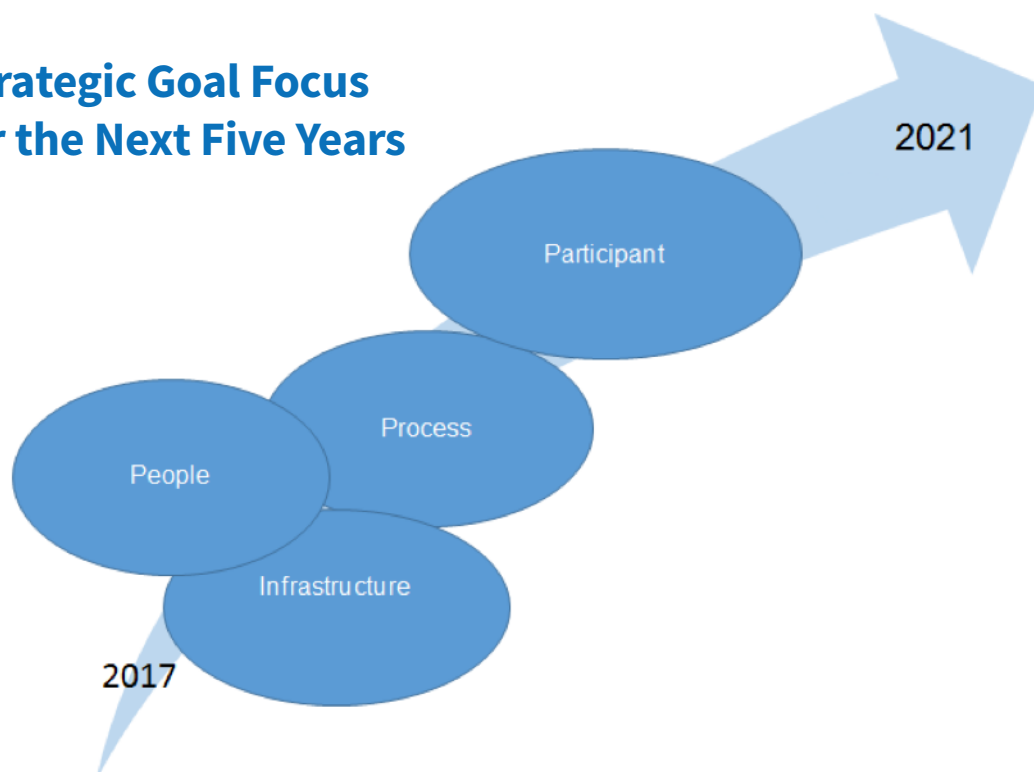 rategic Goal Focus
r the Next Five Years
2021
Participant
Process
People
Infrastructure
2017